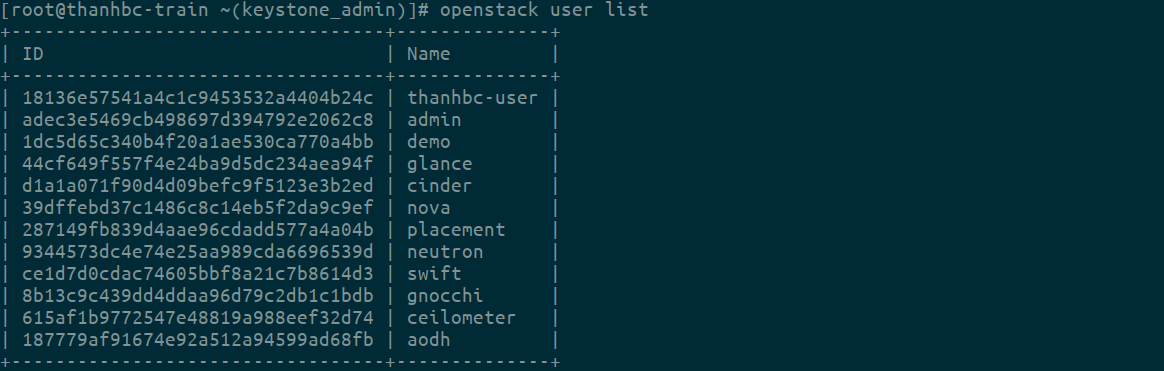 [root@thanhbc-train ~(keystone_admin)]# openstack user list
+----------------------------------+--------------+
| ID                               | Name         |
+----------------------------------+--------------+
| 18136e57541a4c1c9453532a4404b24c | thanhbc-user |
| adec3e5469cb498697d394792e2062c8 | admin        |
| 1dc5d65c340b4f20a1ae530ca770a4bb | demo         |
| 44cf649f557f4e24ba9d5dc234aea94f | glance       |
| d1a1a071f90d4d09befc9f5123e3b2ed | cinder       |
| 39dffebd37c1486c8c14eb5f2da9c9ef | nova         |
| 287149fb839d4aae96cdadd577a4a04b | placement    |
| 9344573dc4e74e25aa989cda6696539d | neutron      |
| ce1d7d0cdac74605bbf8a21c7b8614d3 | swift        |
| 8b13c9c439dd4ddaa96d79c2db1c1bdb | gnocchi      |
| 615af1b9772547e48819a988eef32d74 | ceilometer   |
| 187779af91674e92a512a94599ad68fb | aodh         |
+----------------------------------+--------------+